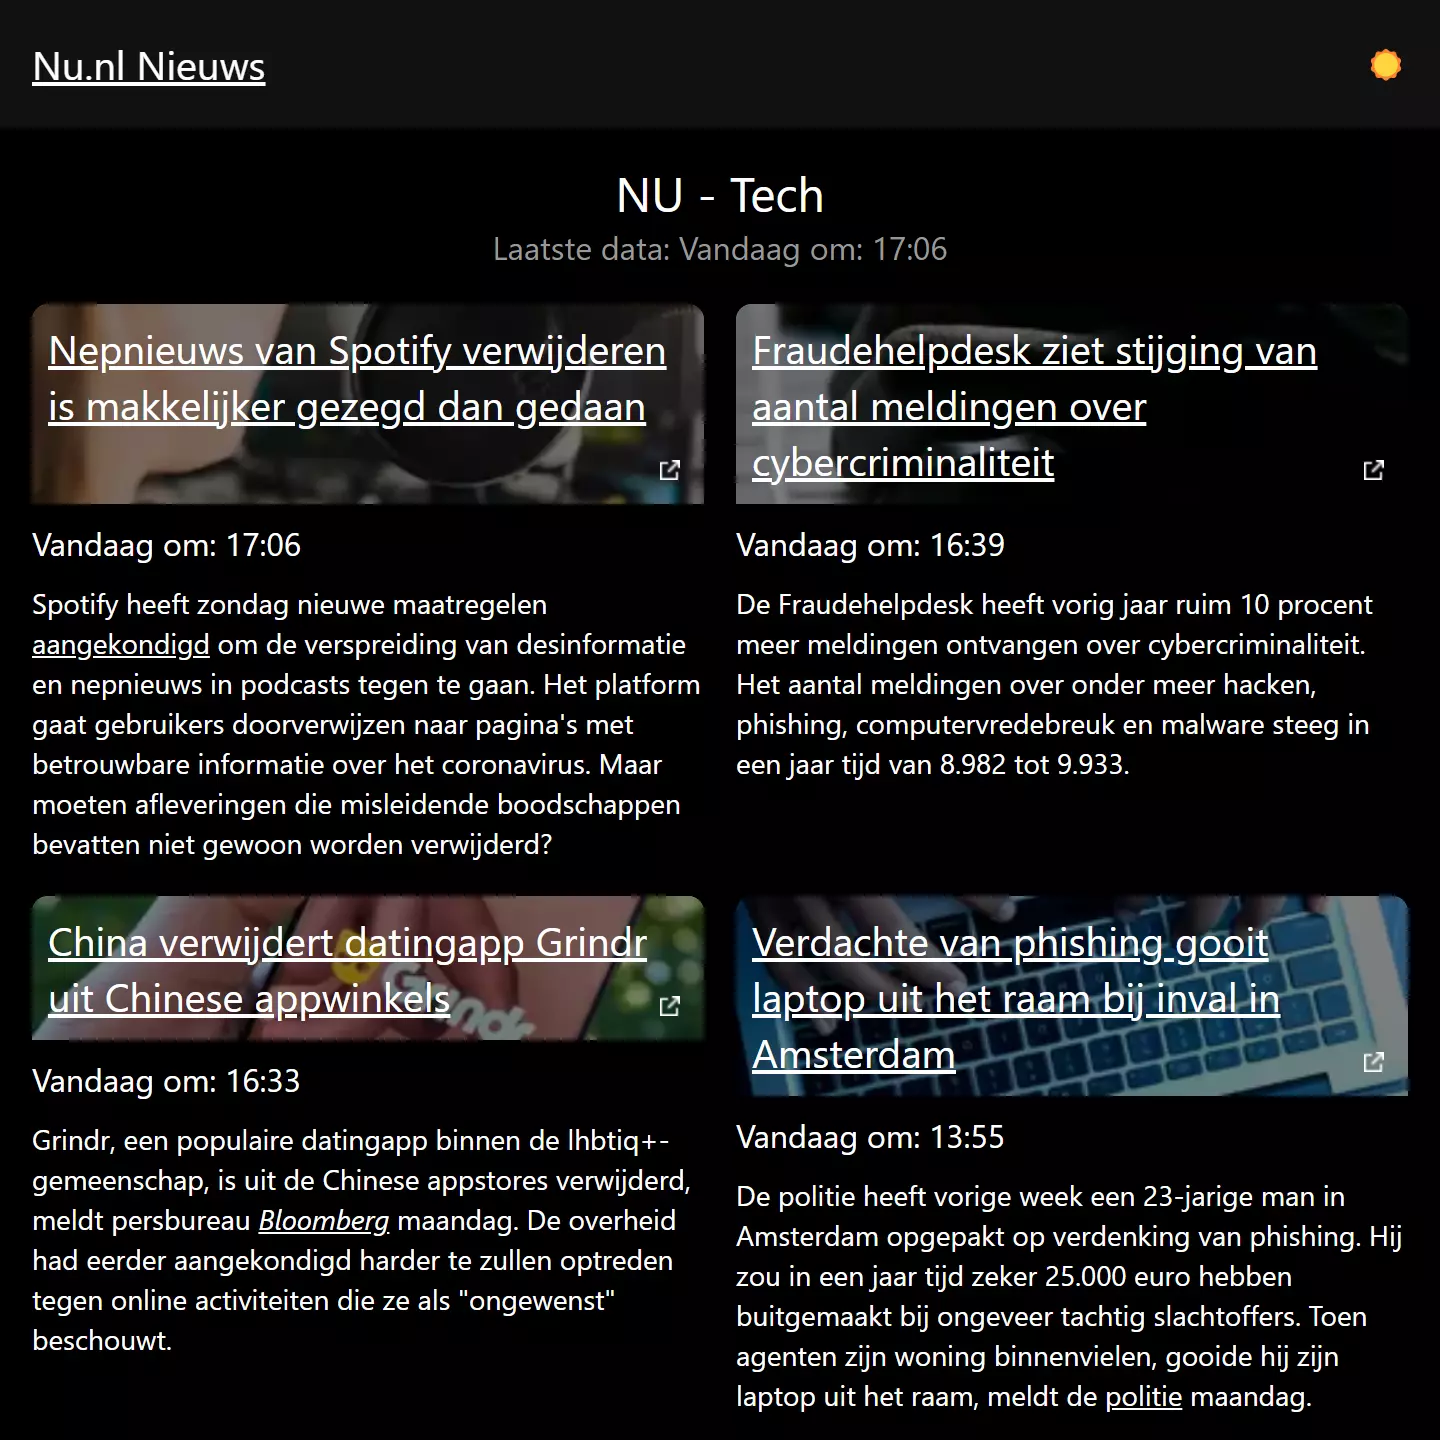 Nu.nl Nieuws
NU - Tech
Laatste data: Vandaag om: 17:06
Nepnieuws van Spotify verwijderen
is makkelijker gezegd dan gedaan
Vandaag om: 17:06
Spotify heeft zondag nieuwe maatregelen
aangekondigd om de verspreiding van desinformatie
en nepnieuws in podcasts tegen te gaan. Het platform
gaat gebruikers doorverwijzen naar pagina's met
betrouwbare informatie over het coronavirus. Maar
moeten afleveringen die misleidende boodschappen
bevatten niet gewoon worden verwijderd?
Fraudehelpdesk ziet stijging van
aantal meldingen over
cybercriminaliteit
Vandaag om: 16:39
De Fraudehelpdesk heeft vorig jaar ruim 10 procent
meer meldingen ontvangen over cybercriminaliteit.
Het aantal meldingen over onder meer hacken,
phishing, computervredebreuk en malware steeg in
een jaar tijd van 8.982 tot 9.933.
China verwijdert datingapp Grindr
uit Chinese appwinkels
Grindr
Vandaag om: 16:33
Grindr, een populaire datingapp binnen de lhbtiq+-
gemeenschap, is uit de Chinese appstores verwijderd,
meldt persbureau Bloomberg maandag. De overheid
had eerder aangekondigd harder te zullen optreden
tegen online activiteiten die ze als "ongewenst"
beschouwt.
Verdachte van phishing gooit
laptop uit het raam bij inval in
Amsterdam
Vandaag om: 13:55
De politie heeft vorige week een 23-jarige man in
Amsterdam opgepakt op verdenking van phishing. Hij
zou in een jaar tijd zeker 25.000 euro hebben
buitgemaakt bij ongeveer tachtig slachtoffers. Toen
agenten zijn woning binnenvielen, gooide hij zijn
laptop uit het raam, meldt de politie maandag.